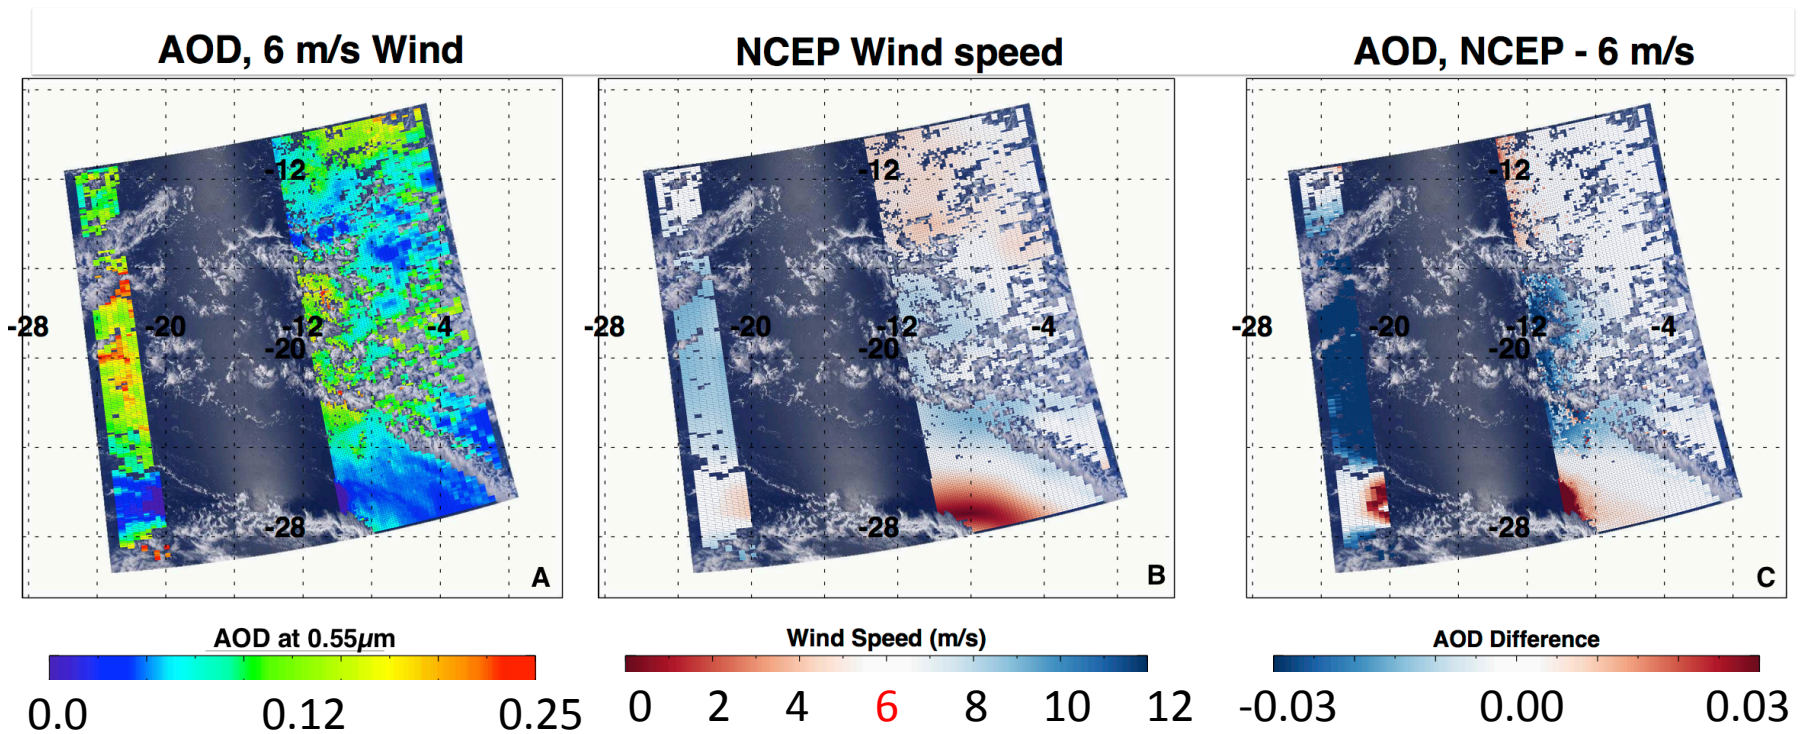 AOD, 6 m/s Wind
NCEP Wind speed
AOD, NCEP - 6 m/s
-12
-12
-12
-28
-20
-12
-4
-28
-20
-12
-4
-28
-20
-12
-4
-20
-20
-20
-28
-28
-28
A
B
C
AOD at 0.55µm
Wind Speed (m/s)
AOD Difference
0.0 0.12 0.25
0 2 4 6 8 10 12
-0.03 0.00 0.03